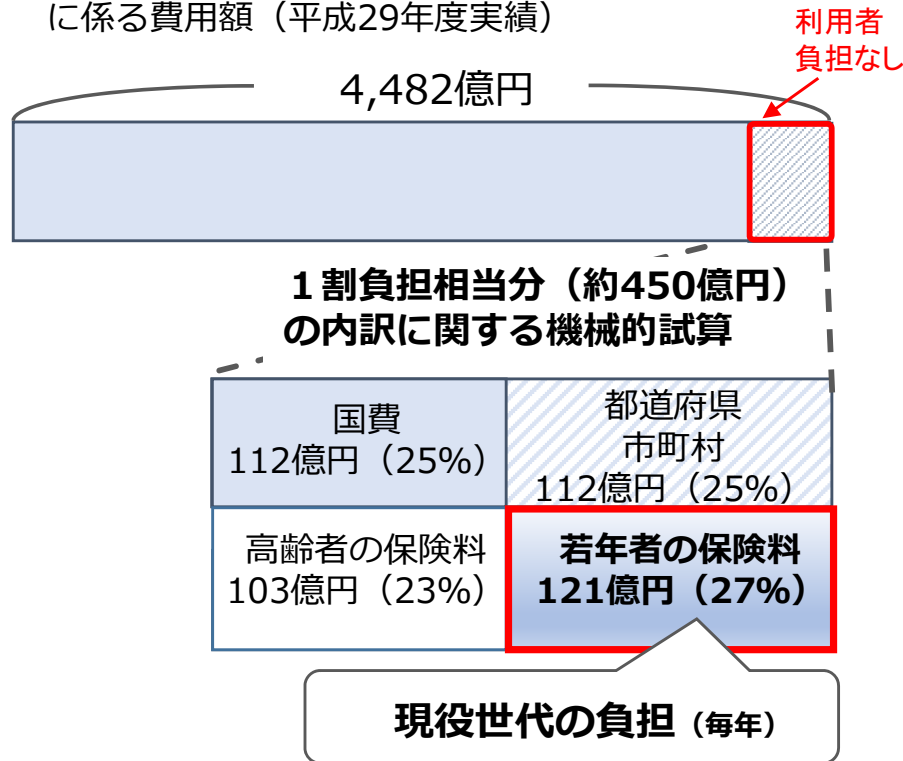 に係る費用額（平成29年度実績）
利用者
負担なし
4,482億円
１割負担相当分（約450億円）
の内訳に関する機械的試算
国費
112億円（25%）
都道府県
市町村
112億円（25%）
高齢者の保険料
103億円（23%）
若年者の保険料
121億円（27%）
現役世代の負担（毎年）